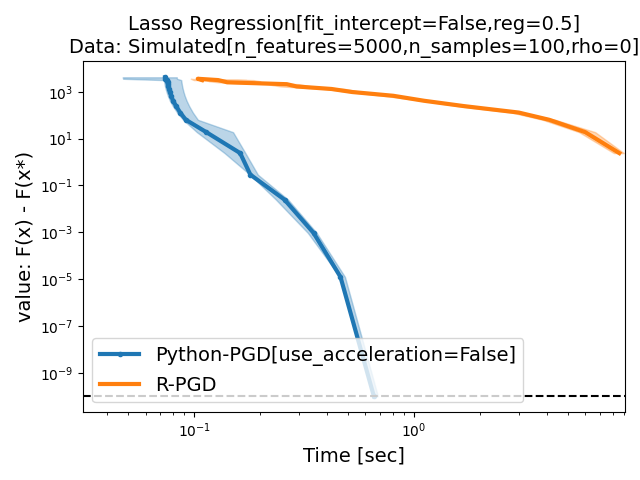 Lasso Regression[fit_intercept=False,reg=0.5]
Data: Simulated[n_features=5000,n_samples=100,rho=0]
value: F(x) - F(x*)
10³
10¹
10⁻¹
10⁻³
10⁻⁵
10⁻⁷
10⁻⁹
Python-PGD[use_acceleration=False]
R-PGD
10⁻¹ 10⁰
Time [sec]